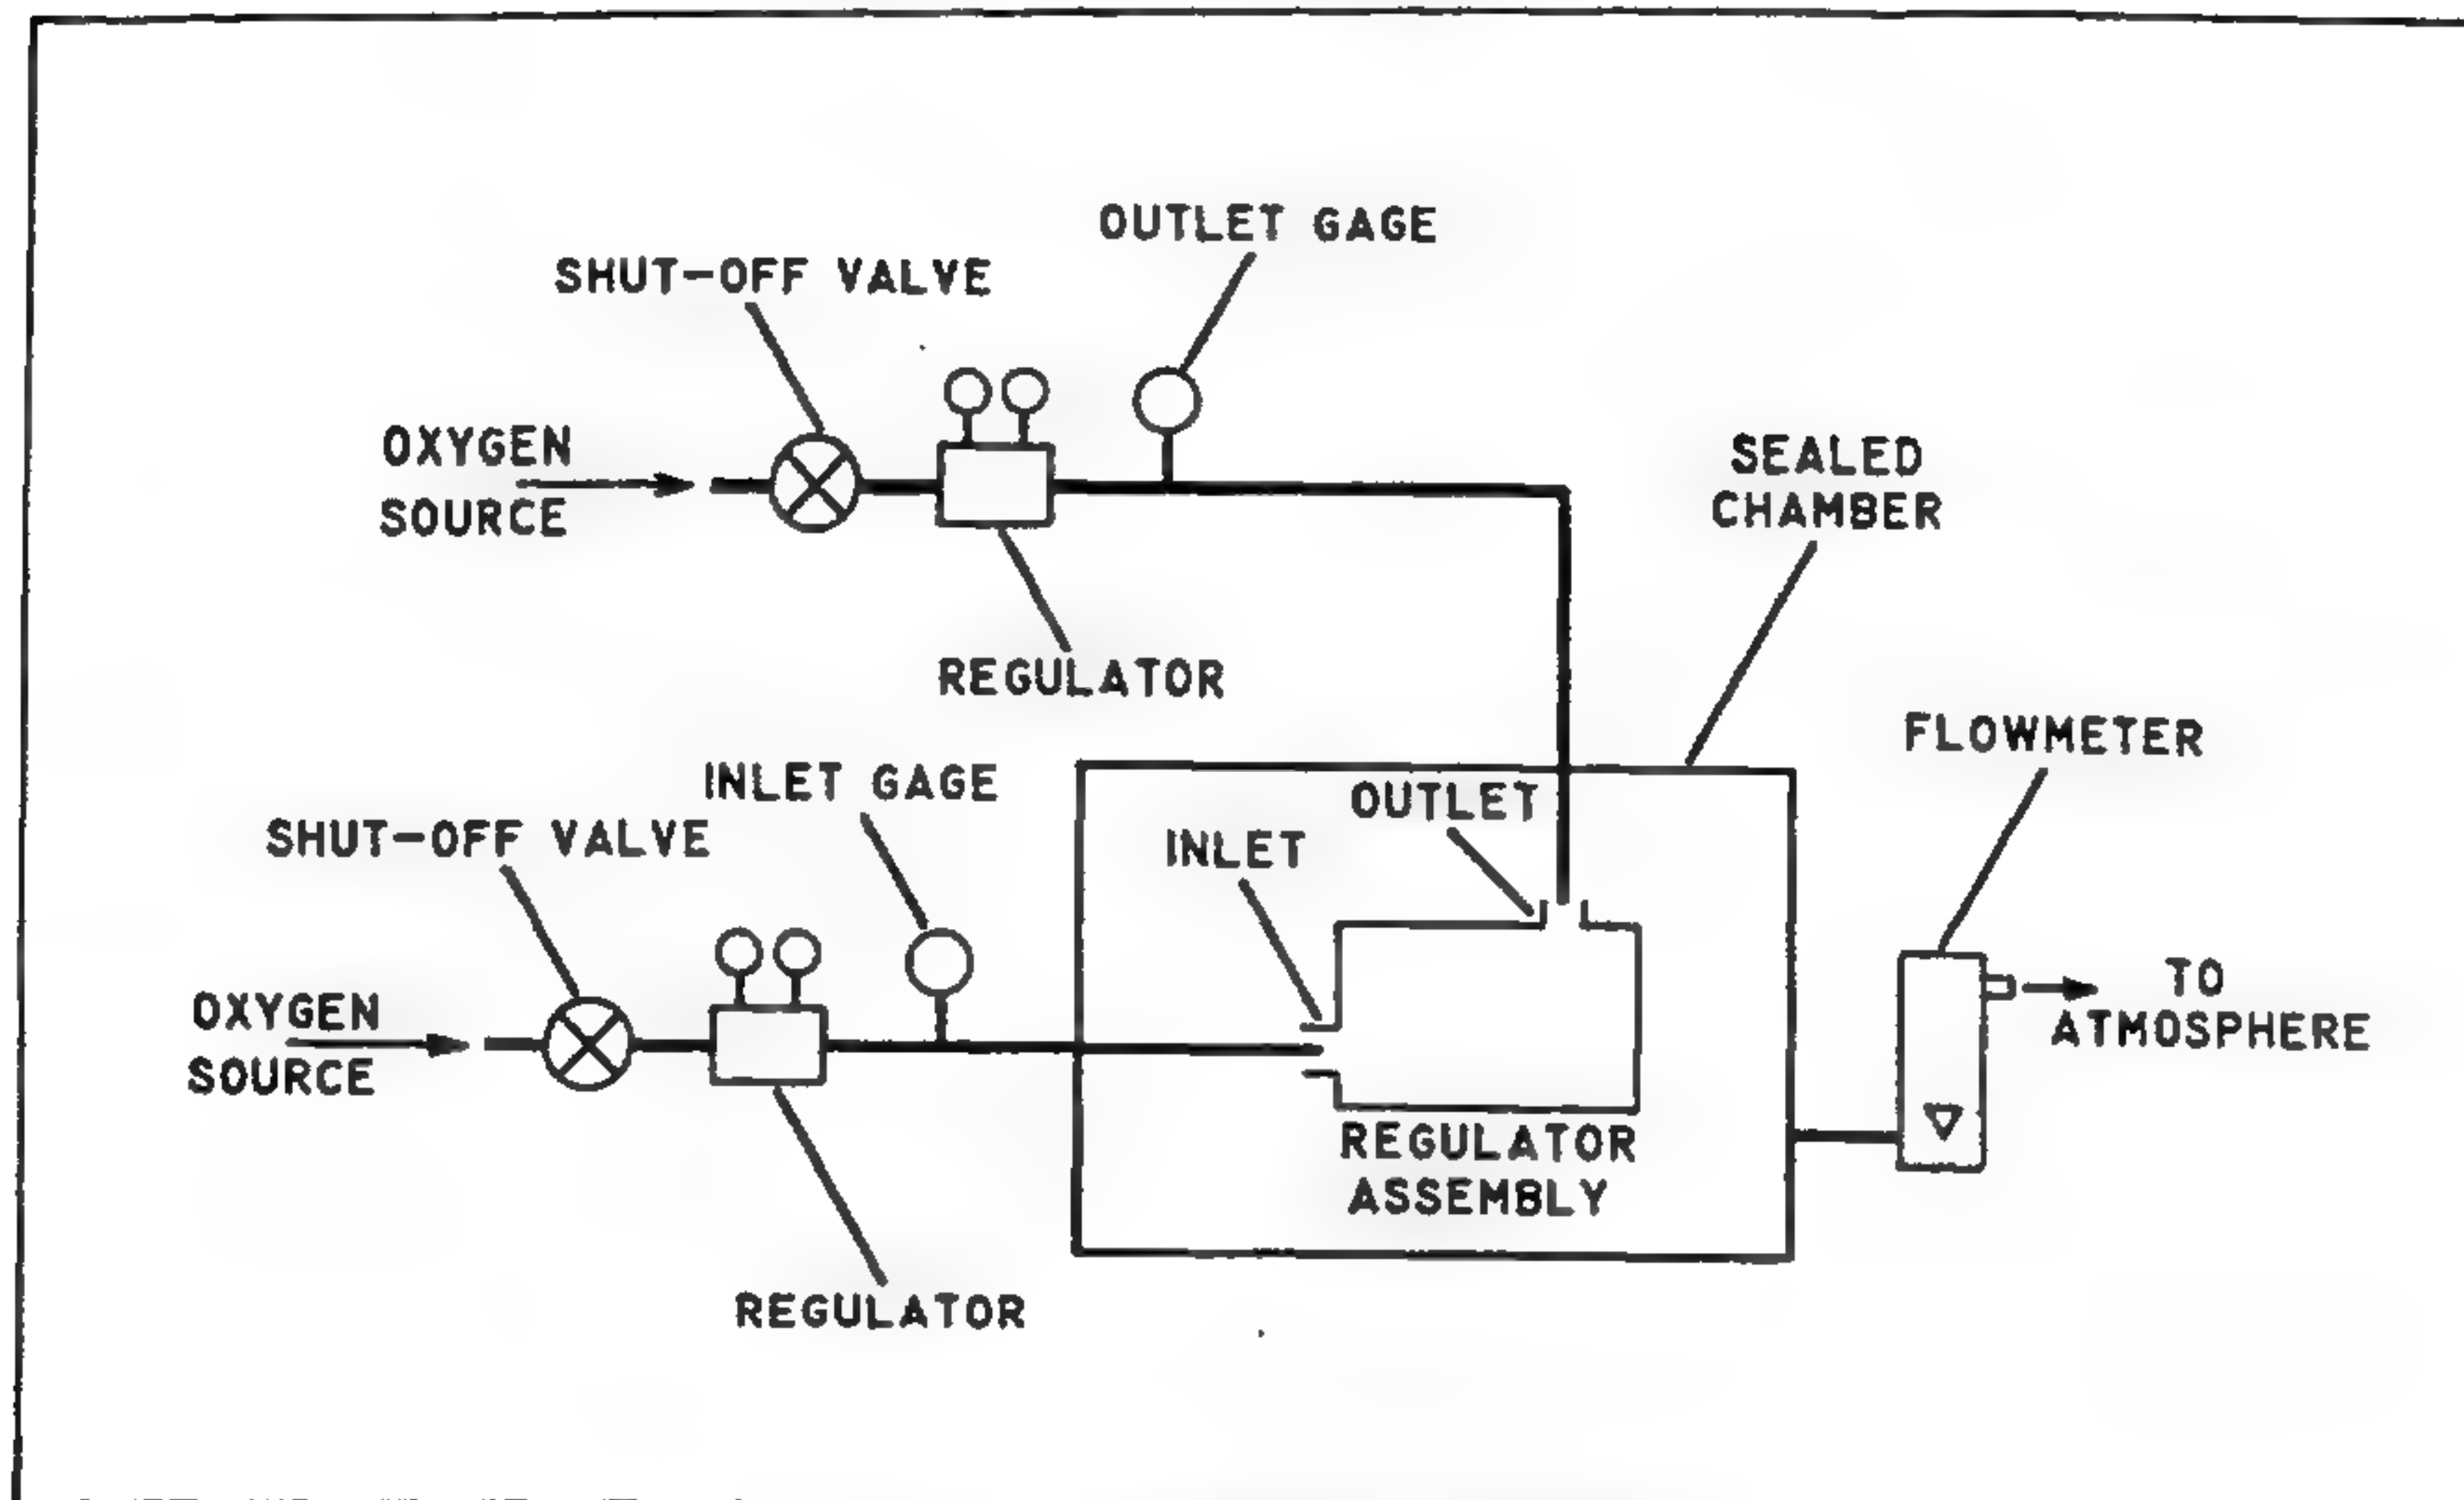 OUTLET GAGE
SHUT-OFF VALVE
OXYGEN
SOURCE
SEALED
CHAMBER
REGULATOR
FLOWMETER
INLET GAGE
OUTLET
SHUT-OFF VALVE
INLET
OXYGEN
SOURCE
TO
ATMOSPHERE
REGULATOR
ASSEMBLY
REGULATOR